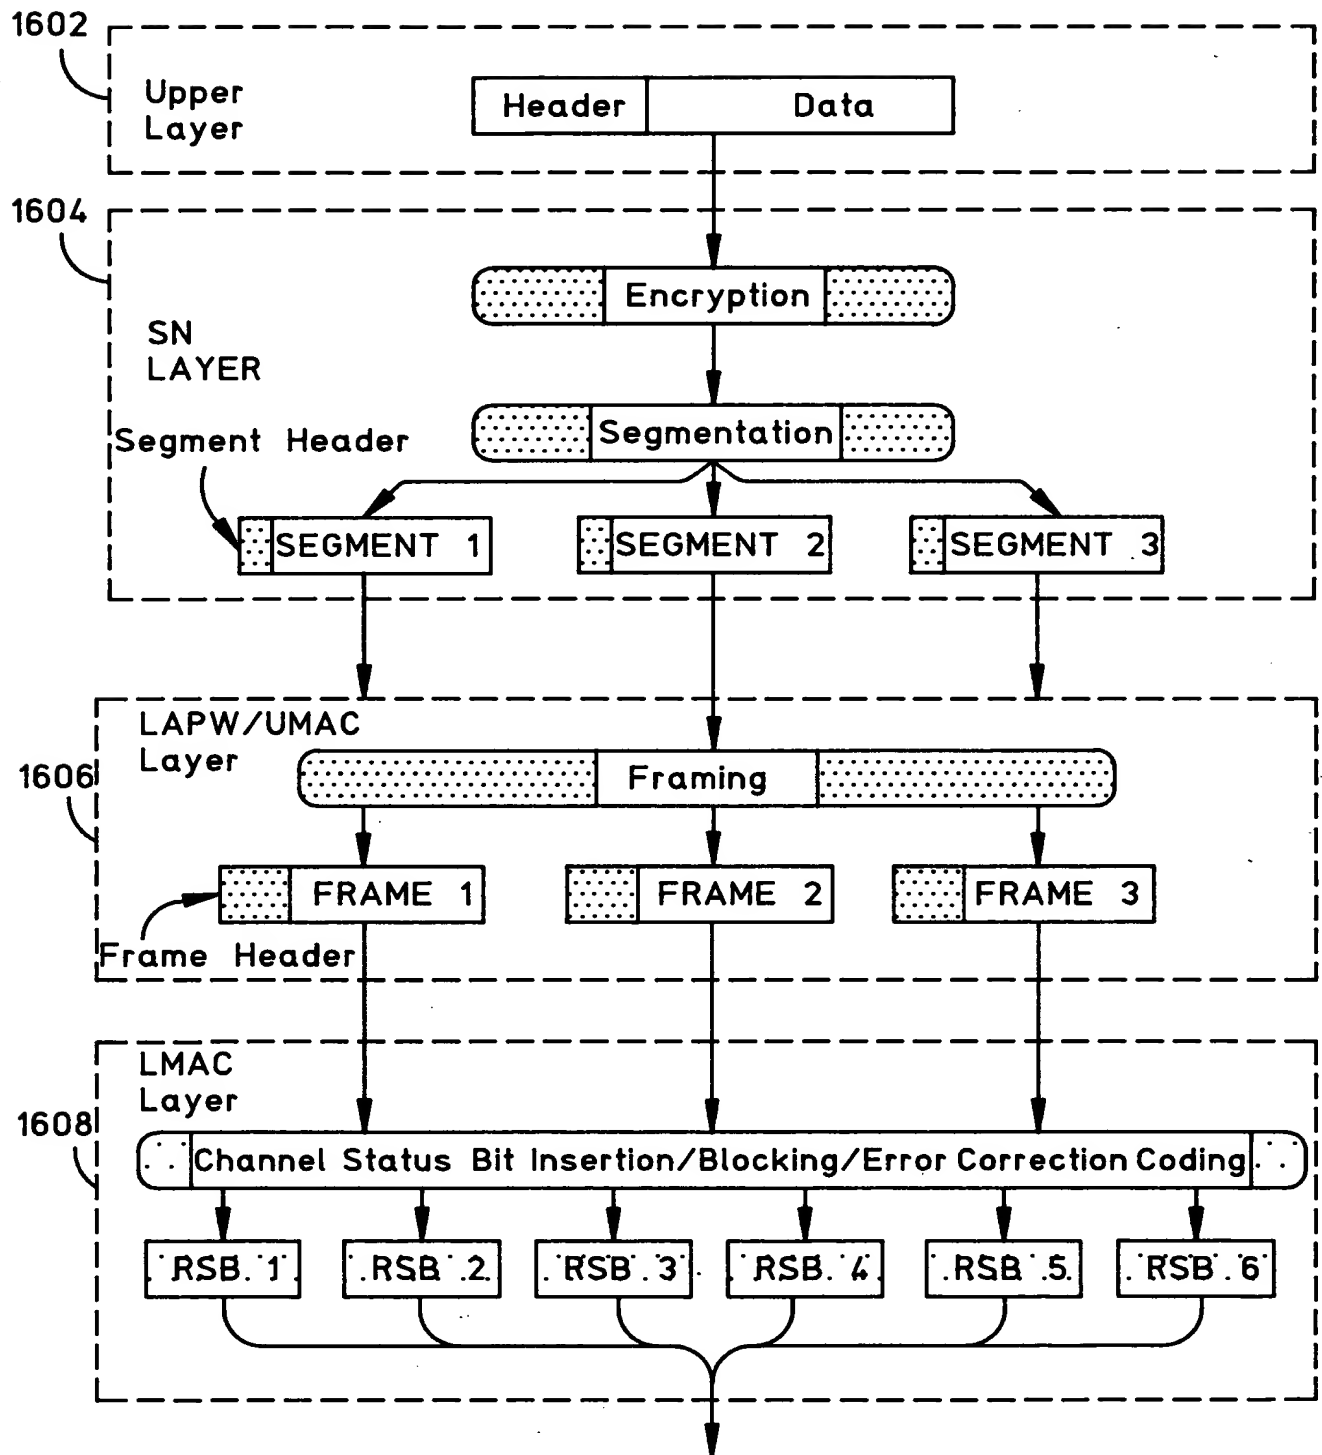 1602
Upper
Layer
Header
Data
1604
Encryption
SN
LAYER
Segmentation
Segment Header
SEGMENT 1
SEGMENT 2
SEGMENT 3
LAPW/UMAC
Layer
1606
Framing
FRAME 1
FRAME 2
FRAME 3
Frame Header
LMAC
Layer
1608
Channel Status Bit Insertion/Blocking/Error Correction Coding
RSB 1
RSB 2
RSB 3
RSB 4
RSB 5
RSB 6